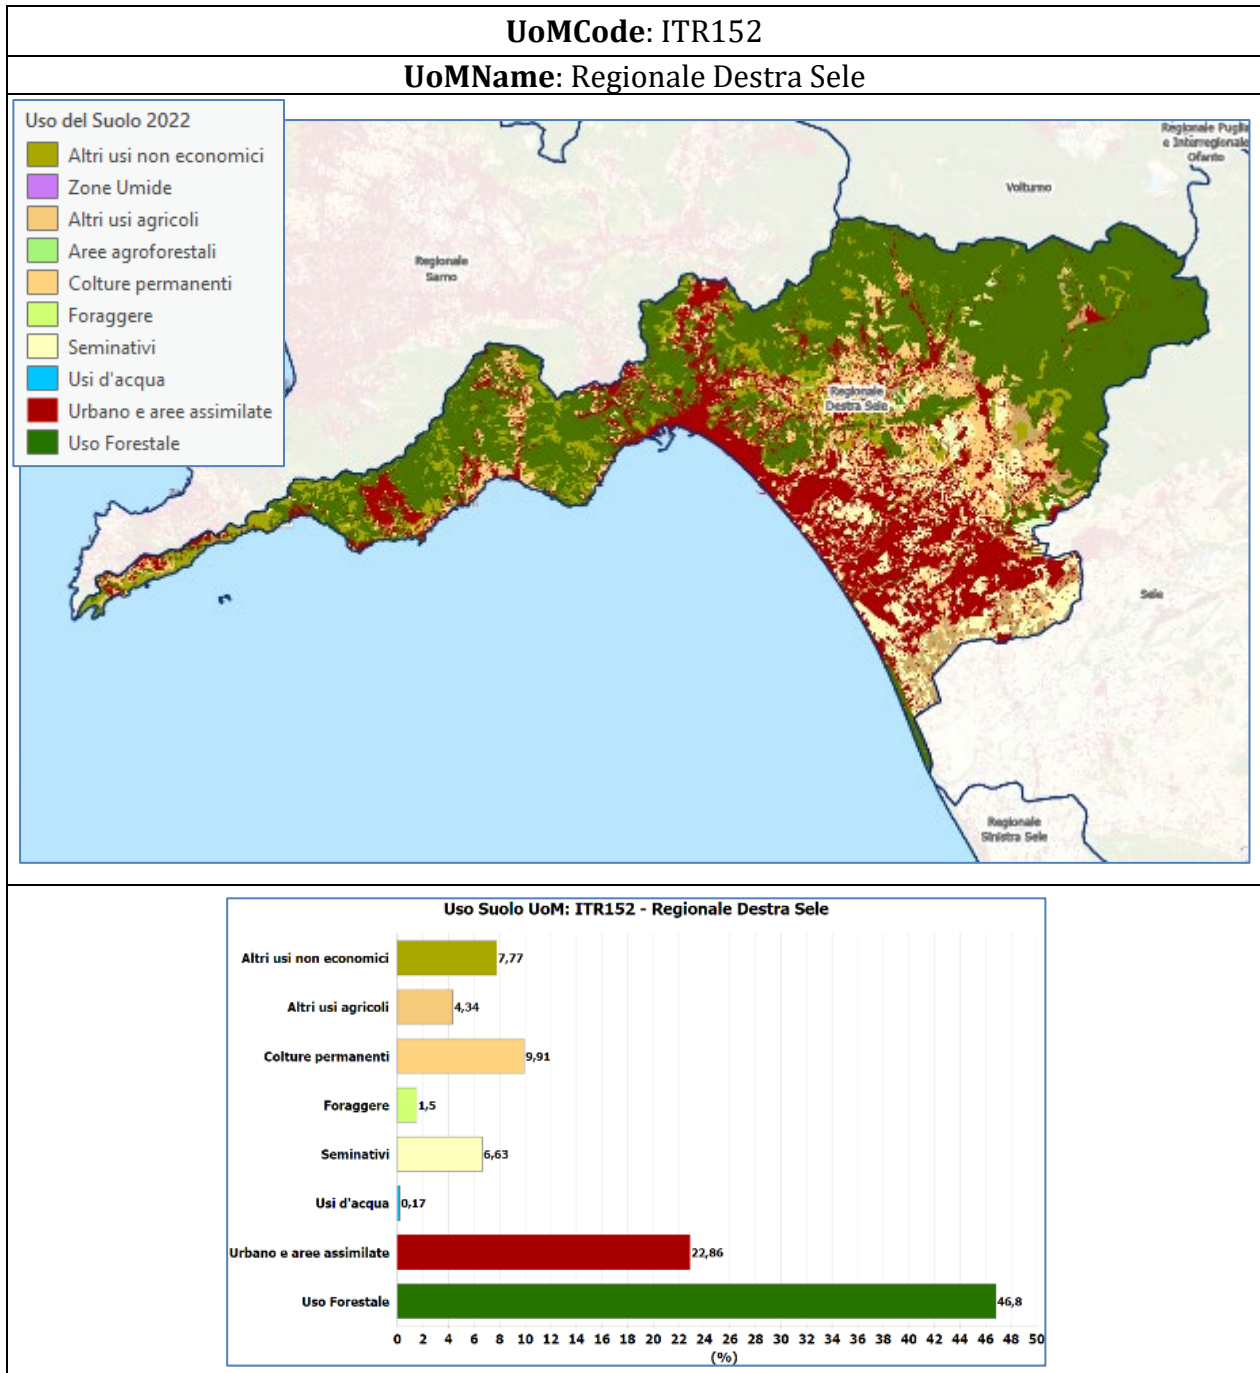 UoMCode: ITR152
UoMName: Regionale Destra Sele
Uso del Suolo 2022
Altri usi non economici
Zone Umide
Altri usi agricoli
Aree agroforestali
Colture permanenti
Foraggere
Seminativi
Usi d'acqua
Urbano e aree assimilate
Uso Forestale
Regionale Puglia
e Interregionale
Ofanto
Volturno
Regionale
Sarno
Regionale
Destra Sele
Sele
Regionale
Sinistra Sele
Uso Suolo UoM: ITR152 - Regionale Destra Sele
Altri usi non economici 7,77
Altri usi agricoli 4,34
Colture permanenti 9,91
Foraggere 1,5
Seminativi 6,63
Usi d'acqua 0,17
Urbano e aree assimilate 22,86
Uso Forestale 46,8
0 2 4 6 8 10 12 14 16 18 20 22 24 26 28 30 32 34 36 38 40 42 44 46 48 50
(%)